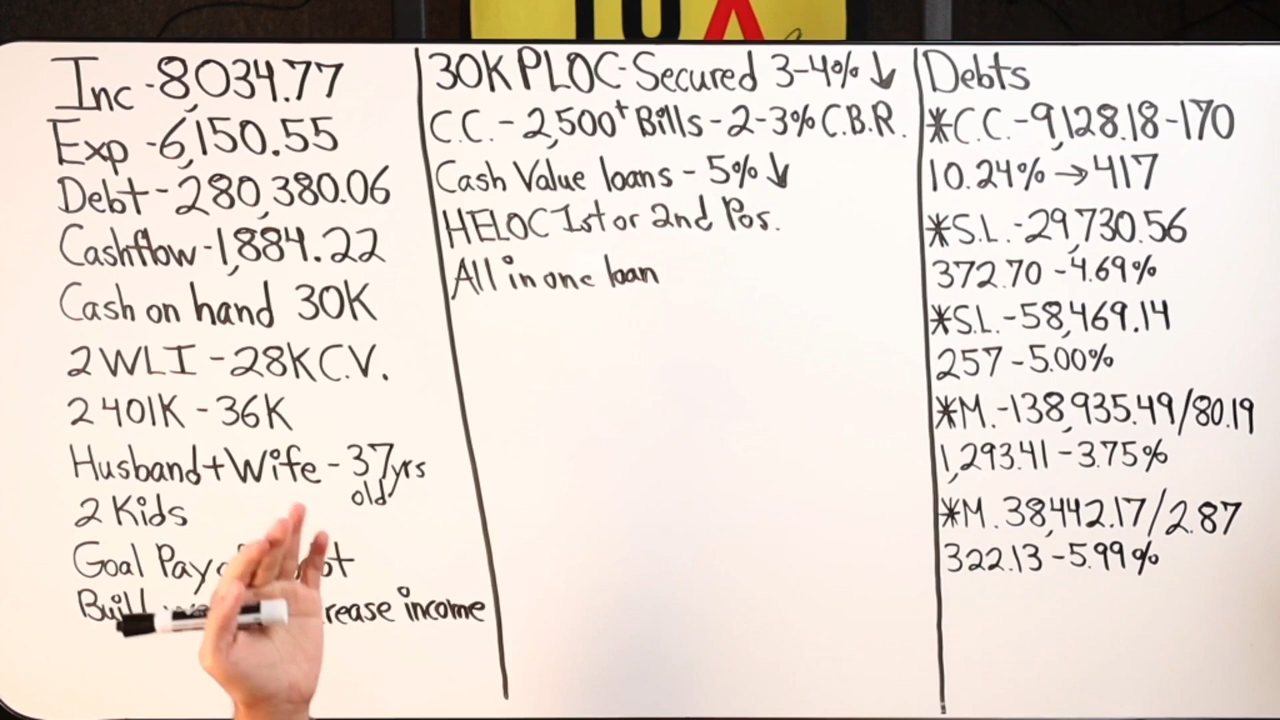 Inc - 8,034.77
Exp - 6,150.55
Debt - 280,380.06
Cashflow - 1,884.22
Cash on hand 30K
2 WLI - 28K C.V.
2 401K - 36K
Husband + Wife - 37yrs
old
2 Kids
Goal Pay
income
30K PLOC - Secured 3-4% ↓
C.C. - 2,500+ Bills - 2-3% C.B.R.
Cash Value loans - 5% ↓
HELOC 1st or 2nd Pos.
All in one loan
Debts
*C.C. - 9,128.18 - 170
10.24% → 417
*S.L. - 29,730.56
372.70 - 4.69%
*S.L. - 58,469.14
257 - 5.00%
*M. - 138,935.49/80.19
1,293.41 - 3.75%
*M. 38,442.17/2.87
322.13 - 5.99%